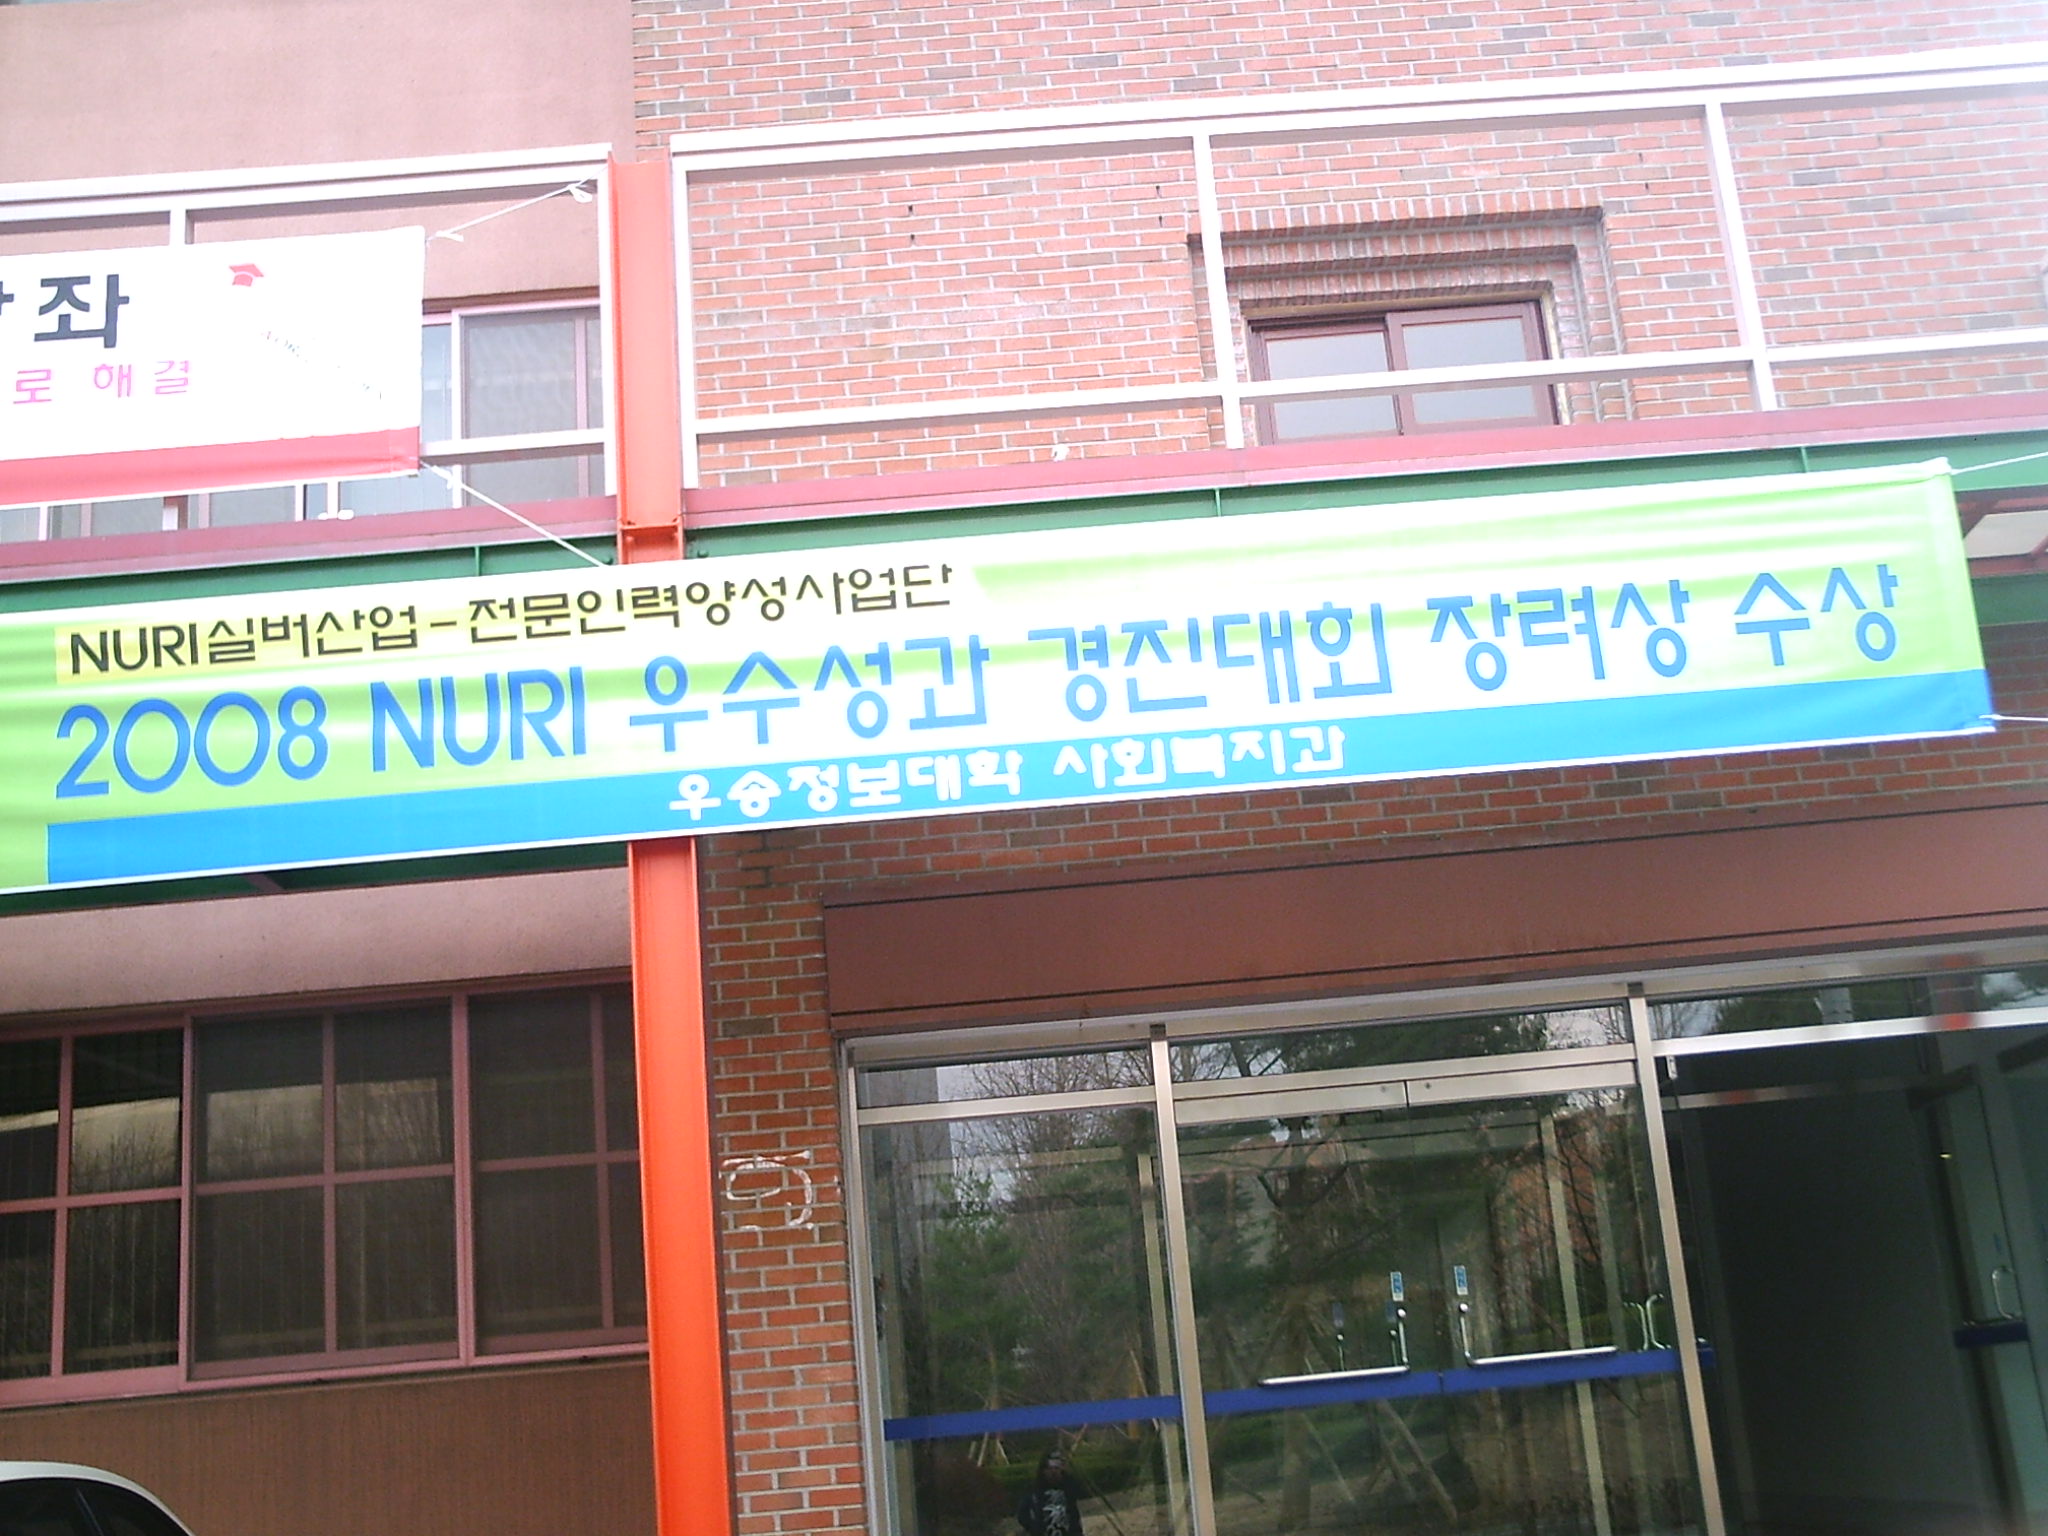 좌
로 해결
NURI실버산업-전문인력양성사업단
2008 NURI 우수성과 경진대회 장려상 수상
우송정보대학 사회복지과